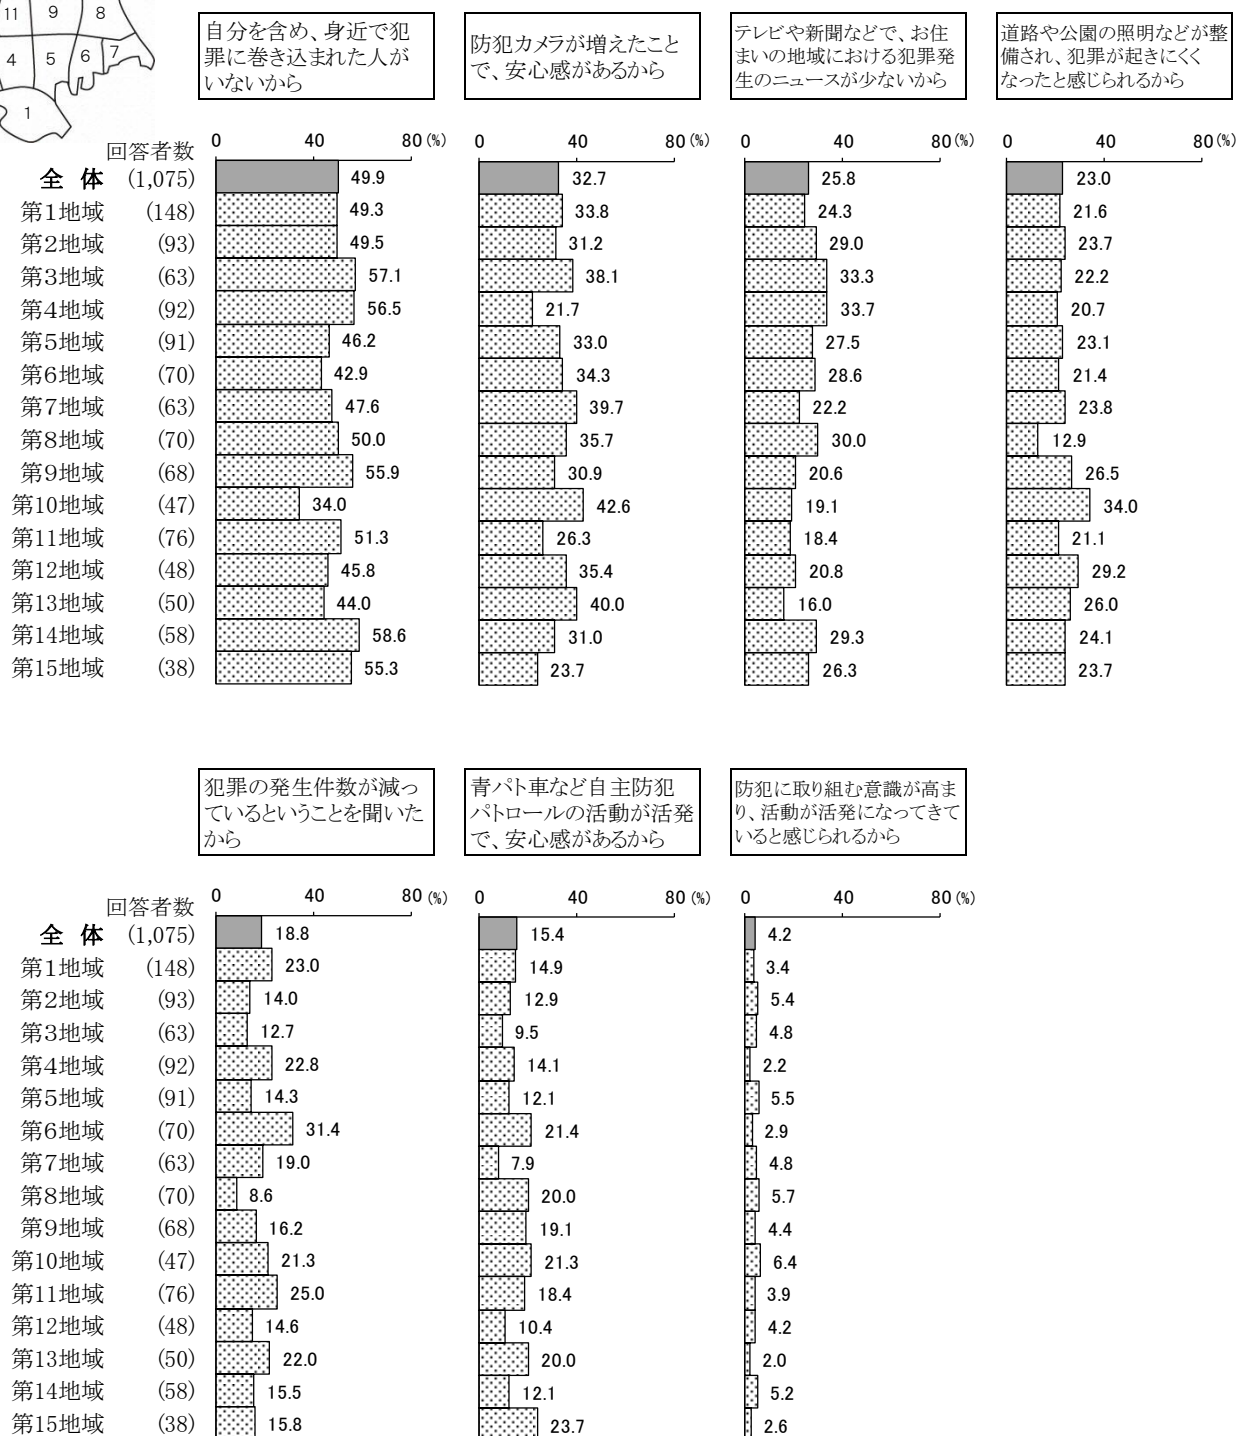 11 9 8
4 5 6 7
1
自分を含め、身近で犯
罪に巻き込まれた人が
いないから
防犯カメラが増えたこと
で、安心感があるから
テレビや新聞などで、お住
まいの地域における犯罪発
生のニュースが少ないから
道路や公園の照明などが整
備され、犯罪が起きにくく
なったと感じられるから
0 40 80(%) 0 40 80(%) 0 40 80(%) 0 40 80(%)
回答者数
全 体 (1,075) 49.9 32.7 25.8 23.0
第1地域 (148) 49.3 33.8 24.3 21.6
第2地域 (93) 49.5 31.2 29.0 23.7
第3地域 (63) 57.1 38.1 33.3 22.2
第4地域 (92) 56.5 21.7 33.7 20.7
第5地域 (91) 46.2 33.0 27.5 23.1
第6地域 (70) 42.9 34.3 28.6 21.4
第7地域 (63) 47.6 39.7 22.2 23.8
第8地域 (70) 50.0 35.7 30.0 12.9
第9地域 (68) 55.9 30.9 20.6 26.5
第10地域 (47) 34.0 42.6 19.1 34.0
第11地域 (76) 51.3 26.3 18.4 21.1
第12地域 (48) 45.8 35.4 20.8 29.2
第13地域 (50) 44.0 40.0 16.0 26.0
第14地域 (58) 58.6 31.0 29.3 24.1
第15地域 (38) 55.3 23.7 26.3 23.7
犯罪の発生件数が減っ
ているということを聞いた
から
青パト車など自主防犯
パトロールの活動が活発
で、安心感があるから
防犯に取り組む意識が高ま
り、活動が活発になってきて
いると感じられるから
0 40 80(%) 0 40 80(%) 0 40 80(%)
回答者数
全 体 (1,075) 18.8 15.4 4.2
第1地域 (148) 23.0 14.9 3.4
第2地域 (93) 14.0 12.9 5.4
第3地域 (63) 12.7 9.5 4.8
第4地域 (92) 22.8 14.1 2.2
第5地域 (91) 14.3 12.1 5.5
第6地域 (70) 31.4 21.4 2.9
第7地域 (63) 19.0 7.9 4.8
第8地域 (70) 8.6 20.0 5.7
第9地域 (68) 16.2 19.1 4.4
第10地域 (47) 21.3 21.3 6.4
第11地域 (76) 25.0 18.4 3.9
第12地域 (48) 14.6 10.4 4.2
第13地域 (50) 22.0 20.0 2.0
第14地域 (58) 15.5 12.1 5.2
第15地域 (38) 15.8 23.7 2.6